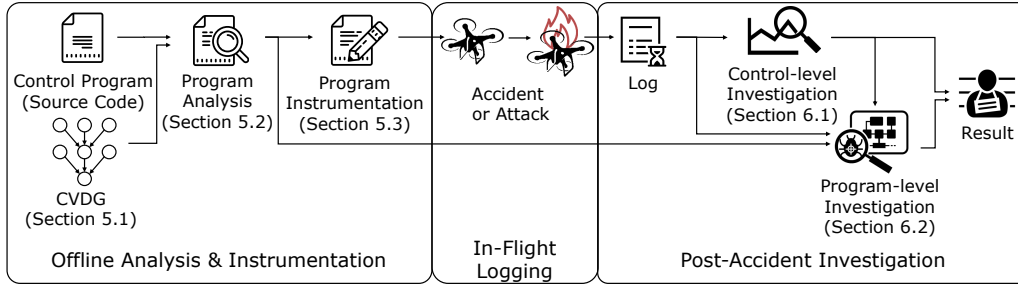 Control Program
(Source Code)
CVDG
(Section 5.1)
Program
Analysis
(Section 5.2)
Program
Instrumentation
(Section 5.3)
Offline Analysis & Instrumentation
Accident
or Attack
In-Flight
Logging
Log
Control-level
Investigation
(Section 6.1)
Program-level
Investigation
(Section 6.2)
Result
Post-Accident Investigation